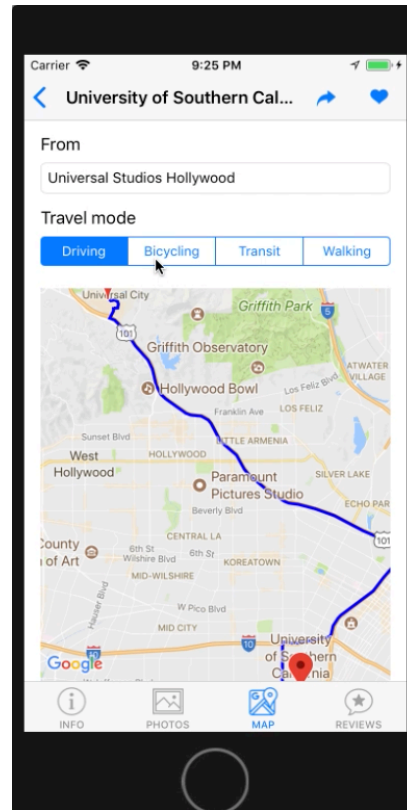 Carrier
9:25 PM
University of Southern Cal...
From
Universal Studios Hollywood
Travel mode
Driving
Bicycling
Transit
Walking
Universal City
Griffith Park
5
101
Griffith Observatory
ATWATER
VILLAGE
Hollywood Bowl
Los Feliz Blvd
Franklin Ave
LOS FELIZ
Sunset Blvd
LITTLE ARMENIA
West
Hollywood
HOLLYWOOD
Paramount
Pictures Studio
SILVER LAKE
Beverly Blvd
ECHO PAR
CENTRAL LA
101
County
of Art
6th St
Wilshire Blvd
6th St
KOREATOWN
MID-WILSHIRE
Hauser Blvd
W Pico Blvd
MID CITY
10
10
University
of Southern
California
Google
INFO
PHOTOS
MAP
REVIEWS